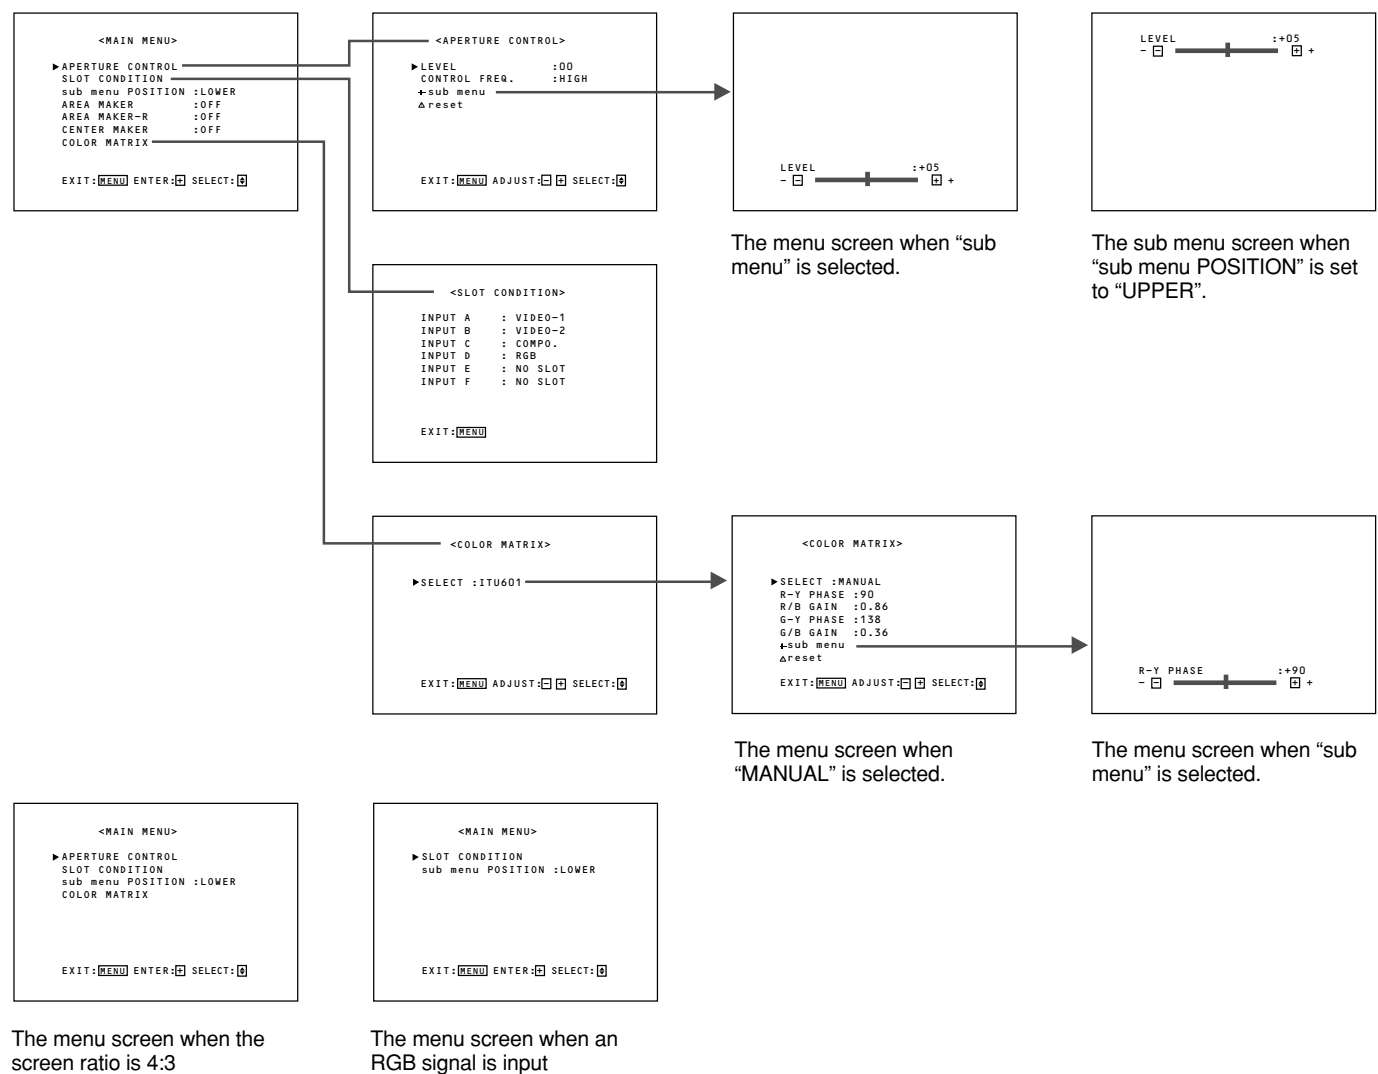 <MAIN MENU>
▶APERTURE CONTROL
SLOT CONDITION
sub menu POSITION :LOWER
AREA MAKER :OFF
AREA MAKER-R :OFF
CENTER MAKER :OFF
COLOR MATRIX
EXIT:MENU ENTER:+ SELECT:♦
<APERTURE CONTROL>
▶LEVEL :00
CONTROL FREQ. :HIGH
+sub menu
△reset
EXIT:MENU ADJUST:- + SELECT:♦
LEVEL :+05
- - + +
The menu screen when “sub
menu” is selected.
LEVEL :+05
- - + +
The sub menu screen when
“sub menu POSITION” is set
to “UPPER”.
<SLOT CONDITION>
INPUT A : VIDEO-1
INPUT B : VIDEO-2
INPUT C : COMPO.
INPUT D : RGB
INPUT E : NO SLOT
INPUT F : NO SLOT
EXIT:MENU
<COLOR MATRIX>
▶SELECT :ITU601
EXIT:MENU ADJUST:- + SELECT:♦
<COLOR MATRIX>
▶SELECT :MANUAL
R-Y PHASE :90
R/B GAIN :0.86
G-Y PHASE :138
G/B GAIN :0.36
+sub menu
△reset
EXIT:MENU ADJUST:- + SELECT:♦
The menu screen when
“MANUAL” is selected.
R-Y PHASE :+90
- - + +
The menu screen when “sub
menu” is selected.
<MAIN MENU>
▶APERTURE CONTROL
SLOT CONDITION
sub menu POSITION :LOWER
COLOR MATRIX
EXIT:MENU ENTER:+ SELECT:♦
The menu screen when the
screen ratio is 4:3
<MAIN MENU>
▶SLOT CONDITION
sub menu POSITION :LOWER
EXIT:MENU ENTER:+ SELECT:♦
The menu screen when an
RGB signal is input